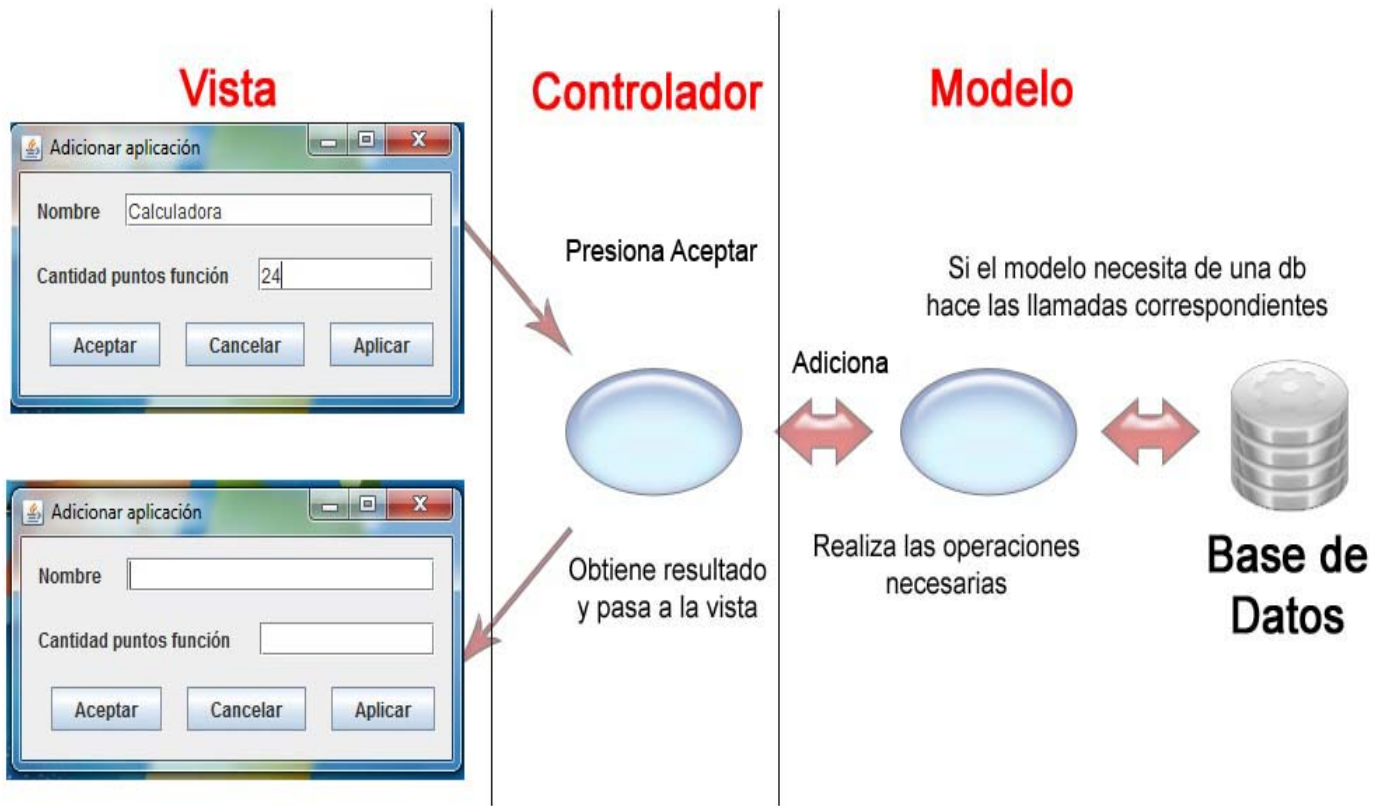 Vista
Adicionar aplicación
Nombre
Calculadora
Cantidad puntos función
24
Aceptar
Cancelar
Aplicar
Adicionar aplicación
Nombre
Cantidad puntos función
Aceptar
Cancelar
Aplicar
Controlador
Presiona Aceptar
Obtiene resultado
y pasa a la vista
Modelo
Si el modelo necesita de una db
hace las llamadas correspondientes
Adiciona
Realiza las operaciones
necesarias
Base de
Datos